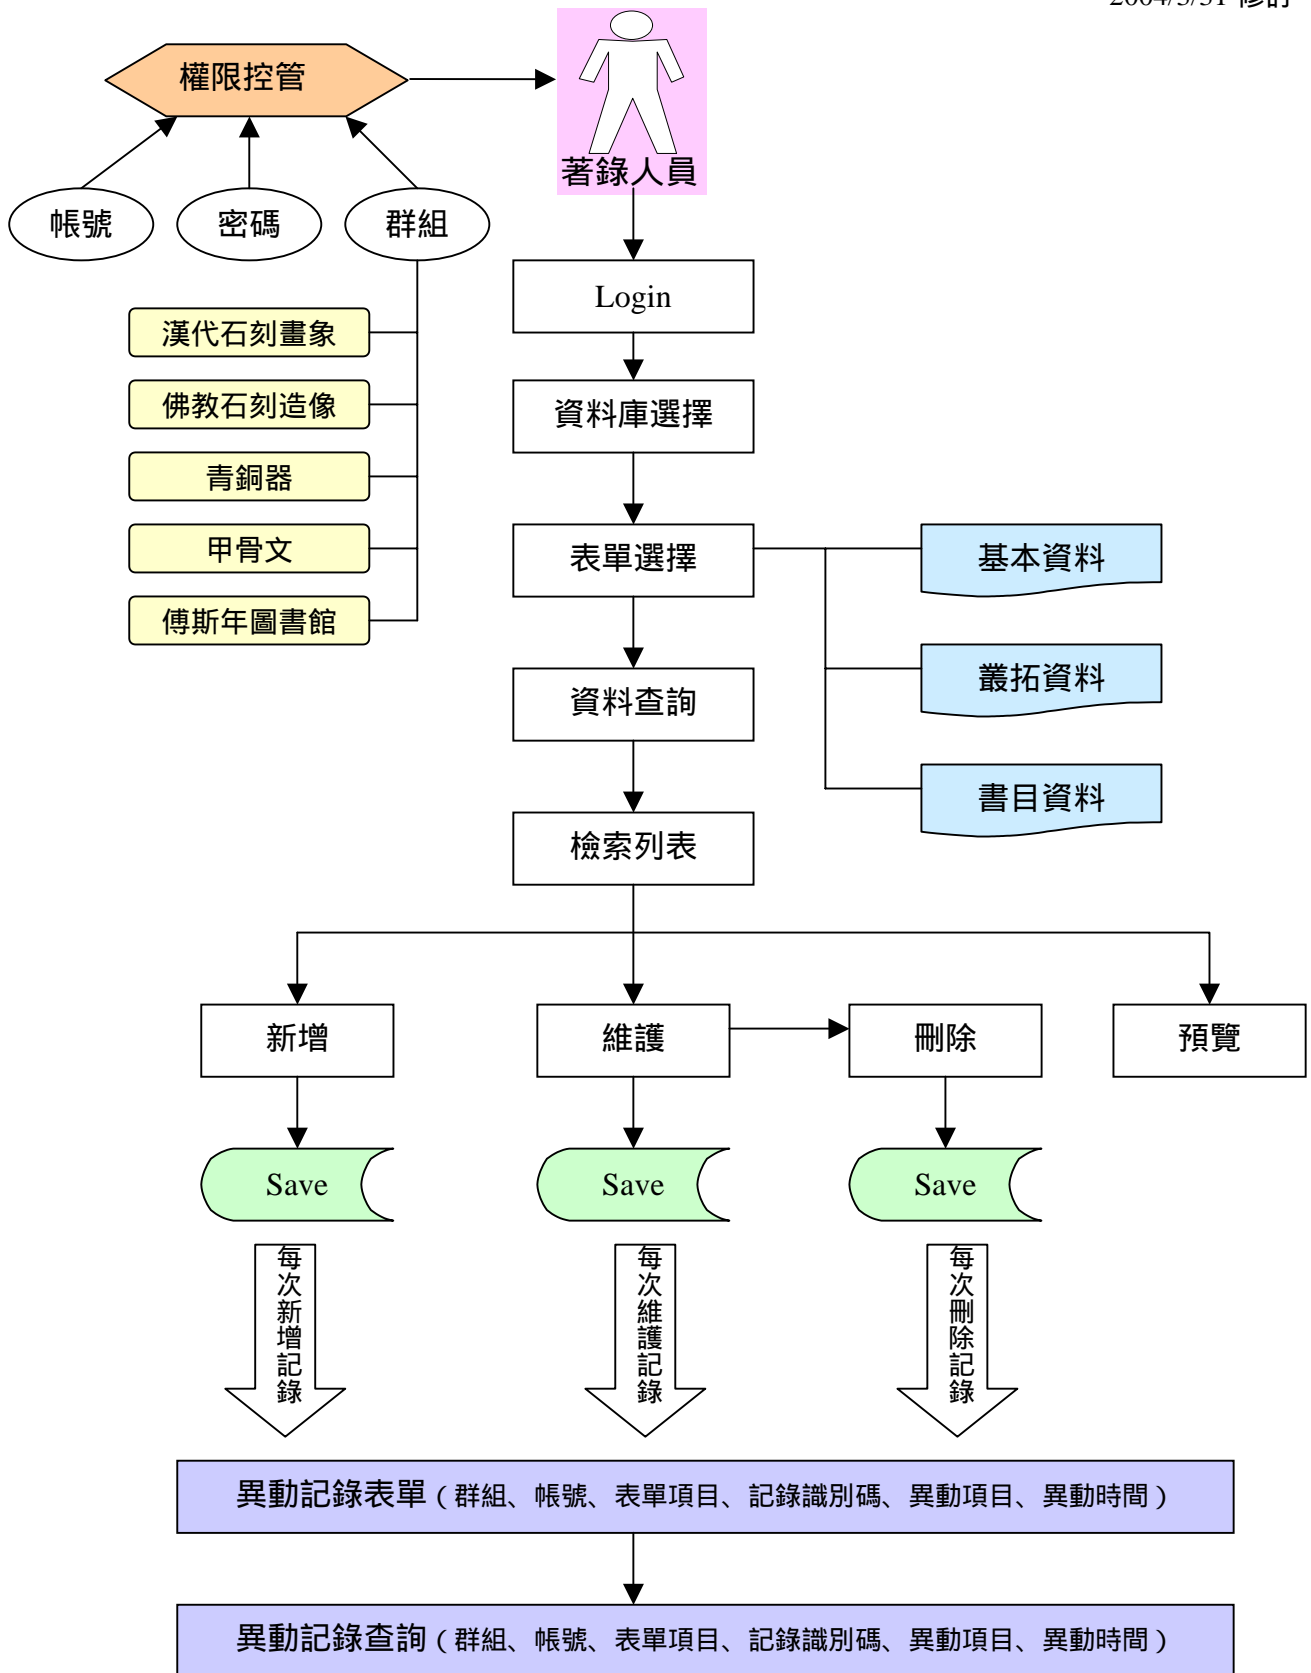 權限控管
著錄人員
帳號
密碼
群組
漢代石刻畫象
佛教石刻造像
青銅器
甲骨文
傅斯年圖書館
Login
資料庫選擇
表單選擇
基本資料
叢拓資料
書目資料
資料查詢
檢索列表
新增
維護
刪除
預覽
Save
Save
Save
每次新增記錄
每次維護記錄
每次刪除記錄
異動記錄表單（群組、帳號、表單項目、記錄識別碼、異動項目、異動時間）
異動記錄查詢（群組、帳號、表單項目、記錄識別碼、異動項目、異動時間）